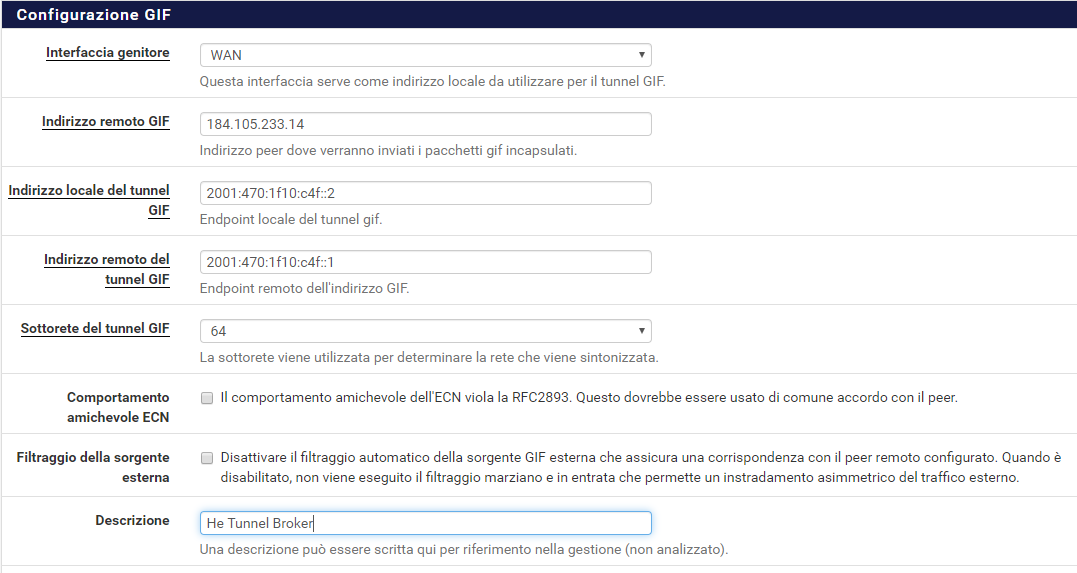 Configurazione GIF
Interfaccia genitore
WAN
Questa interfaccia serve come indirizzo locale da utilizzare per il tunnel GIF.
Indirizzo remoto GIF
184.105.233.14
Indirizzo peer dove verranno inviati i pacchetti gif incapsulati.
Indirizzo locale del tunnel
GIF
2001:470:1f10:c4f::2
Endpoint locale del tunnel gif.
Indirizzo remoto del
tunnel GIF
2001:470:1f10:c4f::1
Endpoint remoto dell'indirizzo GIF.
Sottorete del tunnel GIF
64
La sottorete viene utilizzata per determinare la rete che viene sintonizzata.
Comportamento
amichevole ECN
Il comportamento amichevole dell'ECN viola la RFC2893. Questo dovrebbe essere usato di comune accordo con il peer.
Filtraggio della sorgente
esterna
Disattivare il filtraggio automatico della sorgente GIF esterna che assicura una corrispondenza con il peer remoto configurato. Quando è
disabilitato, non viene eseguito il filtraggio marziano e in entrata che permette un instradamento asimmetrico del traffico esterno.
Descrizione
He Tunnel Broker
Una descrizione può essere scritta qui per riferimento nella gestione (non analizzato).